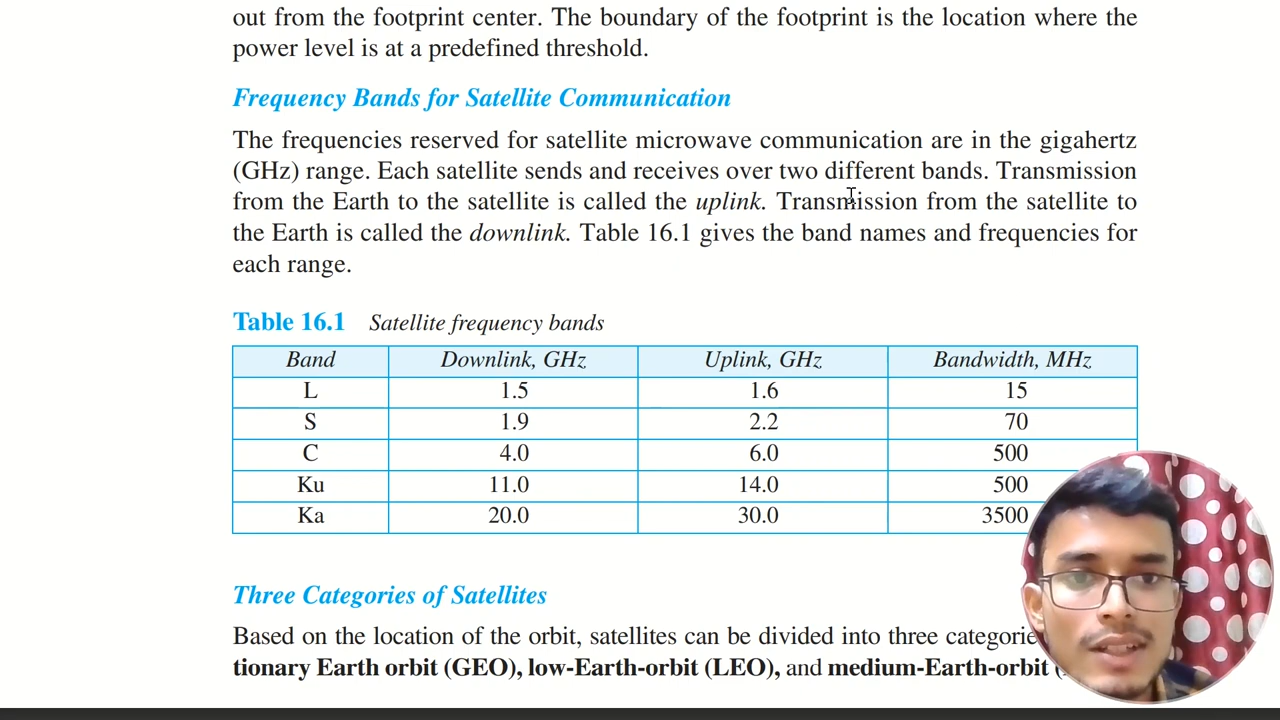 out from the footprint center. The boundary of the footprint is the location where the
power level is at a predefined threshold.
Frequency Bands for Satellite Communication
The frequencies reserved for satellite microwave communication are in the gigahertz
(GHz) range. Each satellite sends and receives over two different bands. Transmission
from the Earth to the satellite is called the uplink. Transmission from the satellite to
the Earth is called the downlink. Table 16.1 gives the band names and frequencies for
each range.
Table 16.1 Satellite frequency bands
Band Downlink, GHz Uplink, GHz Bandwidth, MHz
L 1.5 1.6 15
S 1.9 2.2 70
C 4.0 6.0 500
Ku 11.0 14.0 500
Ka 20.0 30.0 3500
Three Categories of Satellites
Based on the location of the orbit, satellites can be divided into three
tionary Earth orbit (GEO), low-Earth-orbit (LEO), and medium-Earth-orbit